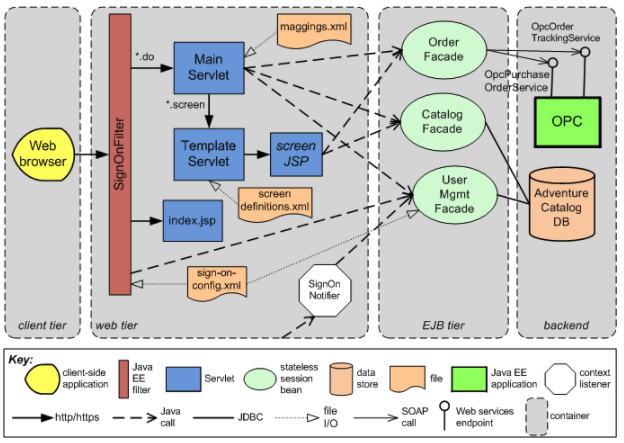 maggings.xml
OpcOrder
TrackingService
*.do
Main
Servlet
Order
Facade
OpcPurchase
OrderService
*.screen
OPC
Catalog
Facade
Web
browser
SignOnFilter
Template
Servlet
screen
JSP
User
Mgmt
Facade
Adventure
Catalog
DB
screen
definitions.xml
index.jsp
sign-on-
config.xml
SignOn
Notifier
client tier
web tier
EJB tier
backend
Key:
client-side
application
Java
EE
filter
Servlet
stateless
session
bean
data
store
file
Java EE
application
context
listener
http/https
Java
call
JDBC
file
I/O
SOAP
call
Web services
endpoint
container